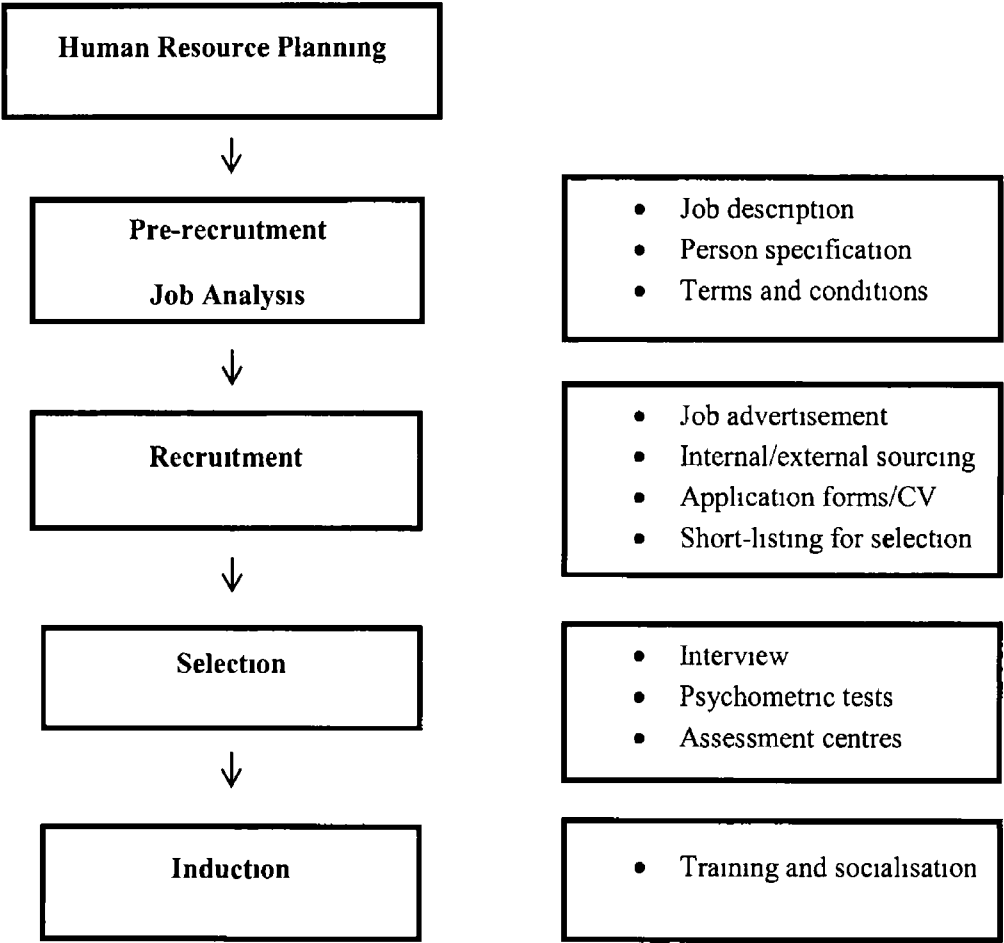 Human Resource Planning
Pre-recruitment
Job Analysis
• Job description
• Person specification
• Terms and conditions
Recruitment
• Job advertisement
• Internal/external sourcing
• Application forms/CV
• Short-listing for selection
Selection
• Interview
• Psychometric tests
• Assessment centres
Induction
• Training and socialisation